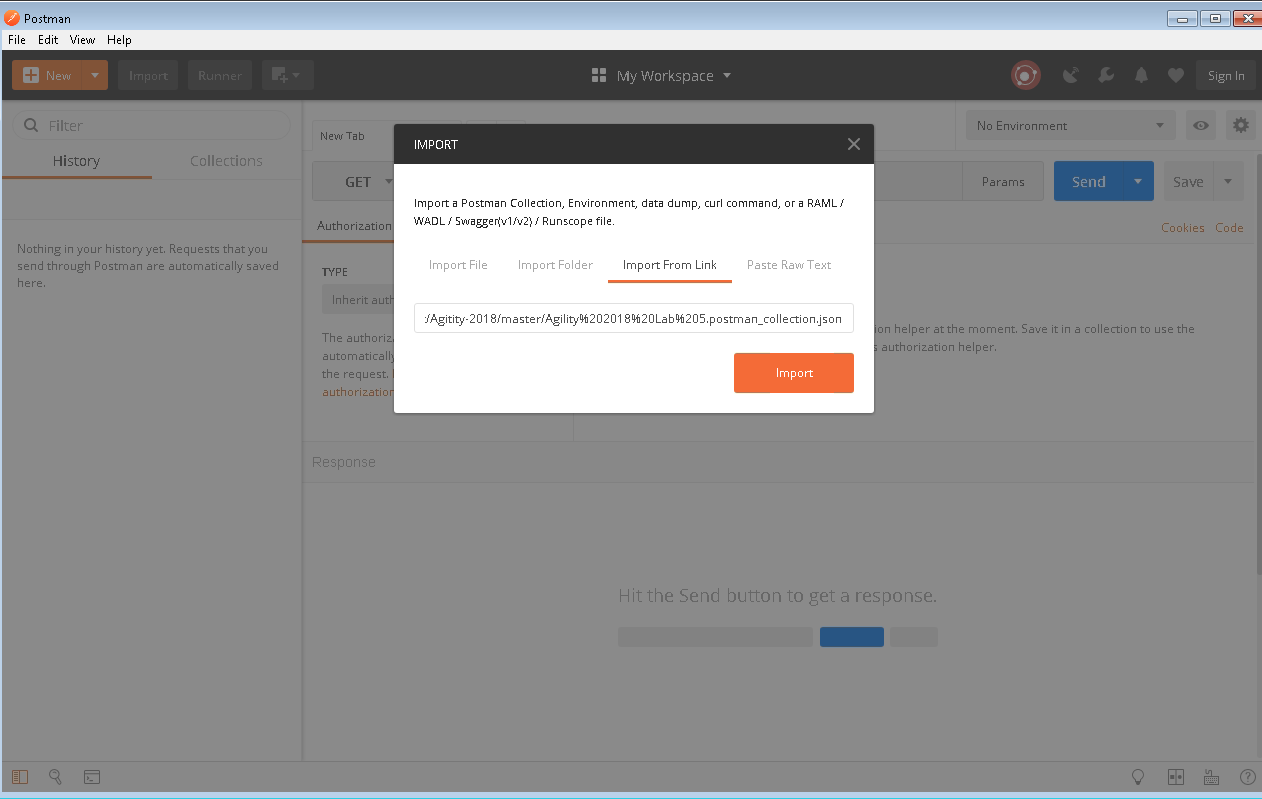 Postman
File Edit View Help
New Import Runner My Workspace Sign In
Filter
History Collections
Nothing in your history yet. Requests that you
send through Postman are automatically saved
here.
New Tab
No Environment
GET Params Send Save
Authorization
Cookies Code
TYPE
Inherit auth
The authoriz
automatically
the request.
authorization
ion helper at the moment. Save it in a collection to use the
s authorization helper.
IMPORT
Import a Postman Collection, Environment, data dump, curl command, or a RAML /
WADL / Swagger(v1/v2) / Runscope file.
Import File Import Folder Import From Link Paste Raw Text
:/Agitity-2018/master/Agility%202018%20Lab%205.postman_collection.json
Import
Response
Hit the Send button to get a response.